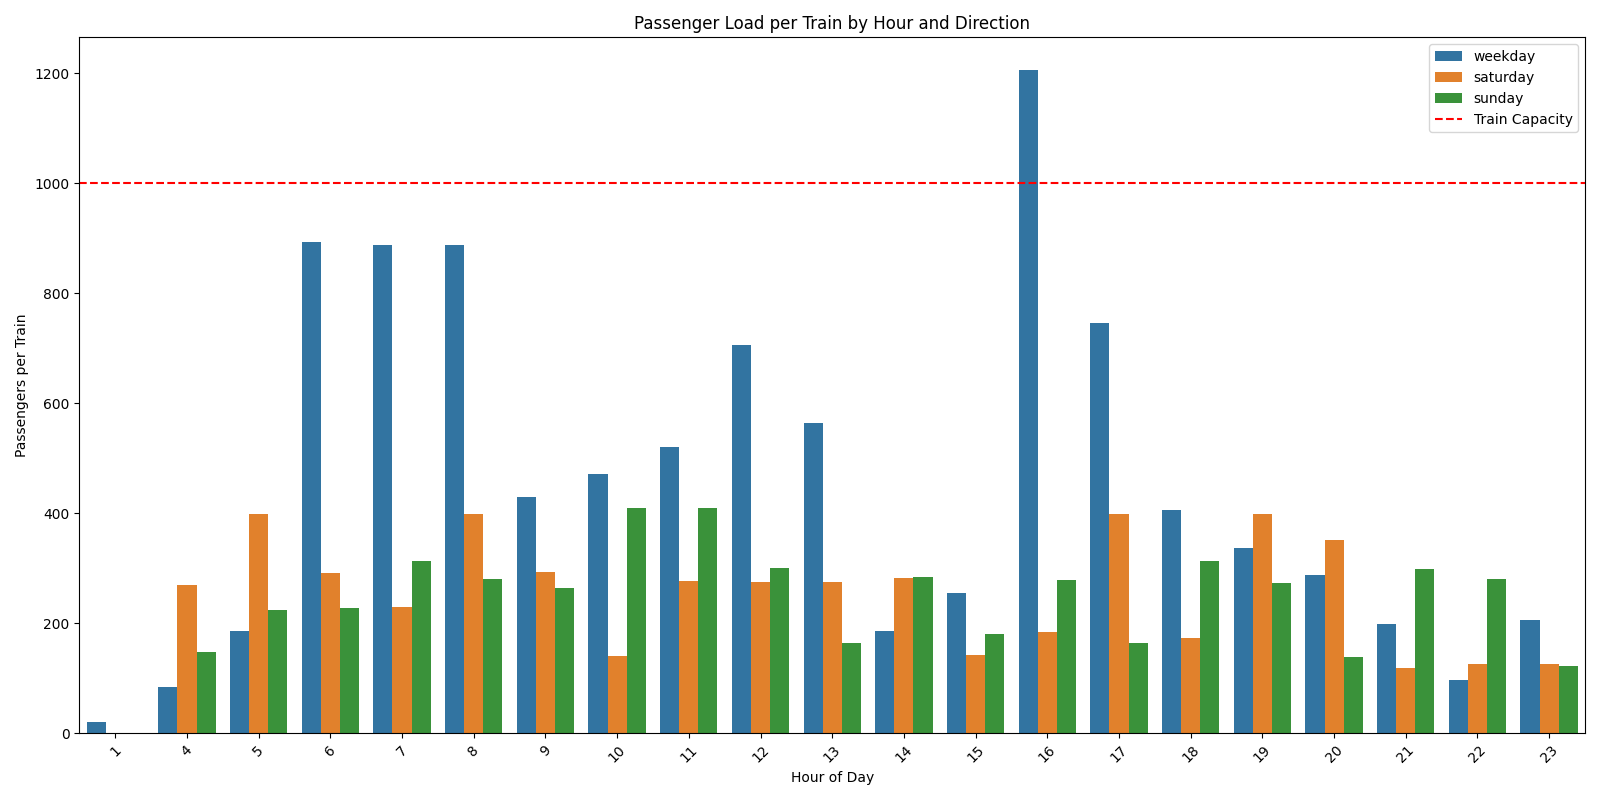 Passenger Load per Train by Hour and Direction
weekday
saturday
sunday
Train Capacity
Passengers per Train
1200
1000
800
600
400
200
0
1 4 5 6 7 8 9 10 11 12 13 14 15 16 17 18 19 20 21 22 23
Hour of Day